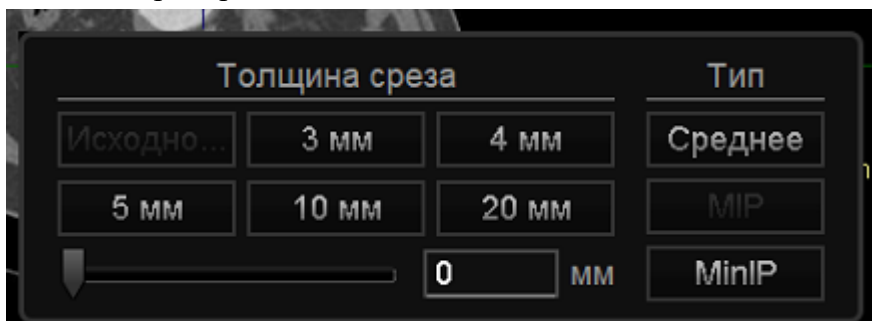 Толщина среза Тип
Исходно... 3 мм 4 мм Среднее
5 мм 10 мм 20 мм MIP
0 мм MinIP